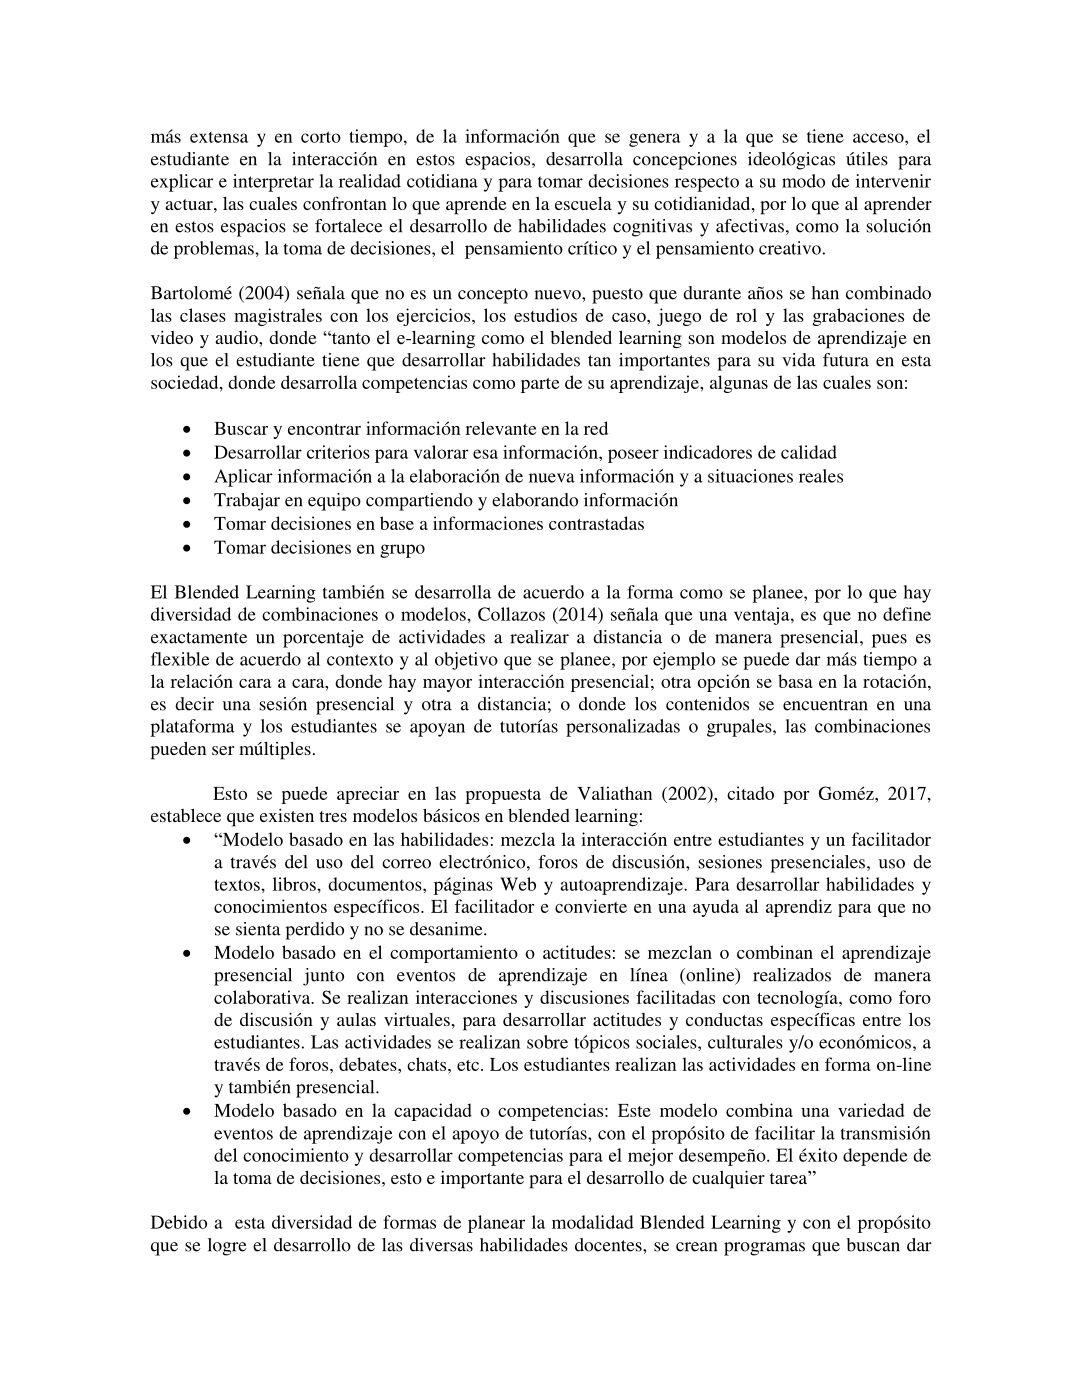 más extensa y en corto tiempo, de la información que se genera y a la que se tiene acceso, el
estudiante en la interacción en estos espacios, desarrolla concepciones ideológicas útiles para
explicar e interpretar la realidad cotidiana y para tomar decisiones respecto a su modo de intervenir
y actuar, las cuales confrontan lo que aprende en la escuela y su cotidianidad, por lo que al aprender
en estos espacios se fortalece el desarrollo de habilidades cognitivas y afectivas, como la solución
de problemas, la toma de decisiones, el  pensamiento crítico y el pensamiento creativo.
Bartolomé (2004) señala que no es un concepto nuevo, puesto que durante años se han combinado
las clases magistrales con los ejercicios, los estudios de caso, juego de rol y las grabaciones de
video y audio, donde “tanto el e-learning como el blended learning son modelos de aprendizaje en
los que el estudiante tiene que desarrollar habilidades tan importantes para su vida futura en esta
sociedad, donde desarrolla competencias como parte de su aprendizaje, algunas de las cuales son:
• Buscar y encontrar información relevante en la red
• Desarrollar criterios para valorar esa información, poseer indicadores de calidad
• Aplicar información a la elaboración de nueva información y a situaciones reales
• Trabajar en equipo compartiendo y elaborando información
• Tomar decisiones en base a informaciones contrastadas
• Tomar decisiones en grupo
El Blended Learning también se desarrolla de acuerdo a la forma como se planee, por lo que hay
diversidad de combinaciones o modelos, Collazos (2014) señala que una ventaja, es que no define
exactamente un porcentaje de actividades a realizar a distancia o de manera presencial, pues es
flexible de acuerdo al contexto y al objetivo que se planee, por ejemplo se puede dar más tiempo a
la relación cara a cara, donde hay mayor interacción presencial; otra opción se basa en la rotación,
es decir una sesión presencial y otra a distancia; o donde los contenidos se encuentran en una
plataforma y los estudiantes se apoyan de tutorías personalizadas o grupales, las combinaciones
pueden ser múltiples.
Esto se puede apreciar en las propuesta de Valiathan (2002), citado por Goméz, 2017,
establece que existen tres modelos básicos en blended learning:
• “Modelo basado en las habilidades: mezcla la interacción entre estudiantes y un facilitador
a través del uso del correo electrónico, foros de discusión, sesiones presenciales, uso de
textos, libros, documentos, páginas Web y autoaprendizaje. Para desarrollar habilidades y
conocimientos específicos. El facilitador e convierte en una ayuda al aprendiz para que no
se sienta perdido y no se desanime.
• Modelo basado en el comportamiento o actitudes: se mezclan o combinan el aprendizaje
presencial junto con eventos de aprendizaje en línea (online) realizados de manera
colaborativa. Se realizan interacciones y discusiones facilitadas con tecnología, como foro
de discusión y aulas virtuales, para desarrollar actitudes y conductas específicas entre los
estudiantes. Las actividades se realizan sobre tópicos sociales, culturales y/o económicos, a
través de foros, debates, chats, etc. Los estudiantes realizan las actividades en forma on-line
y también presencial.
• Modelo basado en la capacidad o competencias: Este modelo combina una variedad de
eventos de aprendizaje con el apoyo de tutorías, con el propósito de facilitar la transmisión
del conocimiento y desarrollar competencias para el mejor desempeño. El éxito depende de
la toma de decisiones, esto e importante para el desarrollo de cualquier tarea”
Debido a  esta diversidad de formas de planear la modalidad Blended Learning y con el propósito
que se logre el desarrollo de las diversas habilidades docentes, se crean programas que buscan dar